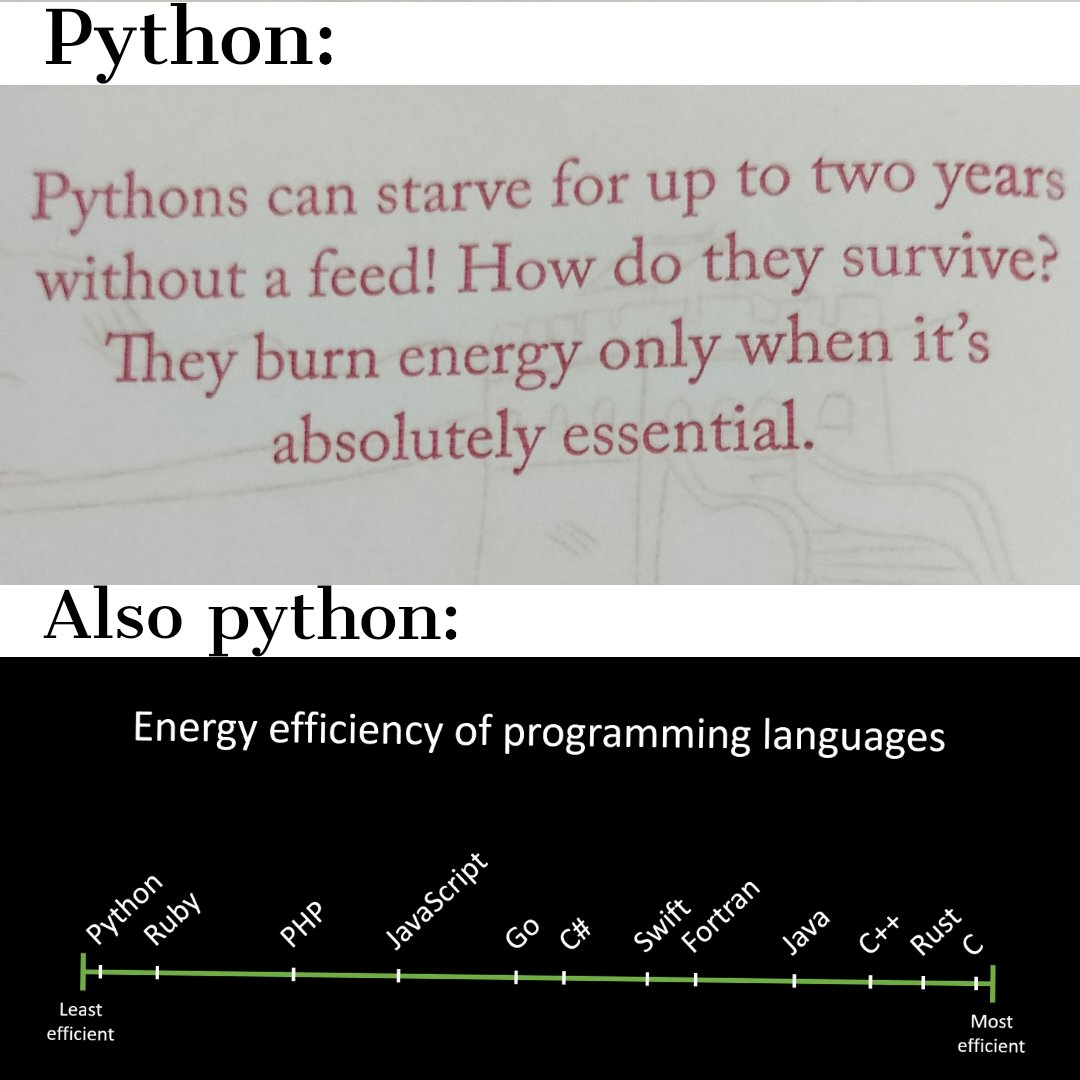 Python:
Pythons can starve for up to two years
without a feed! How do they survive?
They burn energy only when it's
absolutely essential.
Also python:
Energy efficiency of programming languages
Python
Ruby
PHP
JavaScript
Go
C#
Swift
Fortran
Java
C++
Rust
C
Least
efficient
Most
efficient